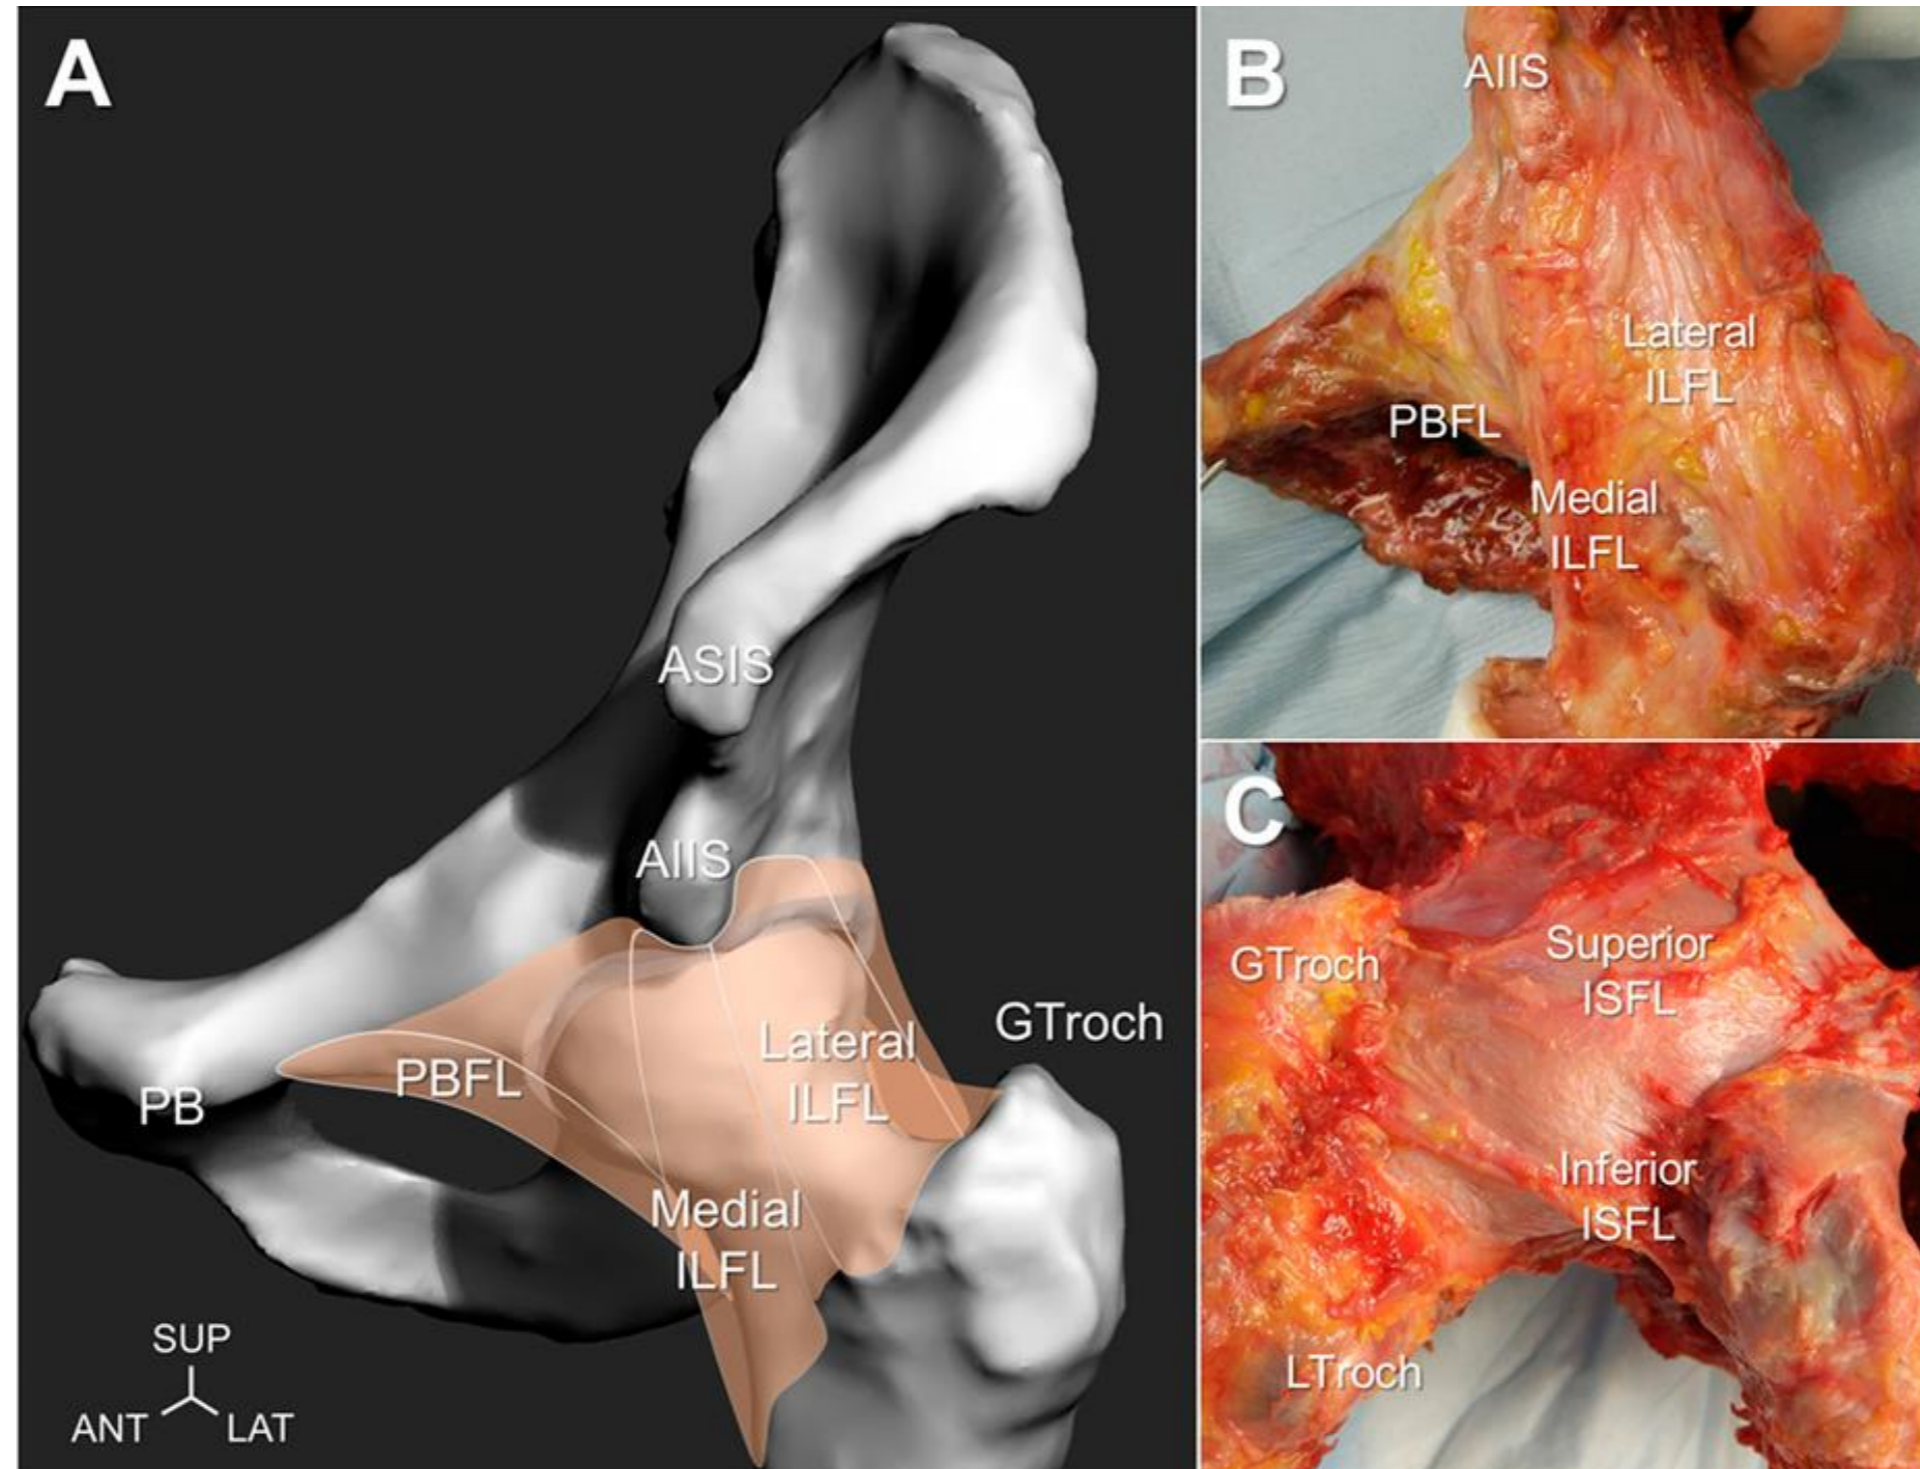 A
ASIS
AIIS
GTroch
Lateral
ILFL
PBFL
PB
Medial
ILFL
SUP
ANT
LAT
B
AIIS
Lateral
ILFL
PBFL
Medial
ILFL
C
GTroch
Superior
ISFL
Inferior
ISFL
LTroch